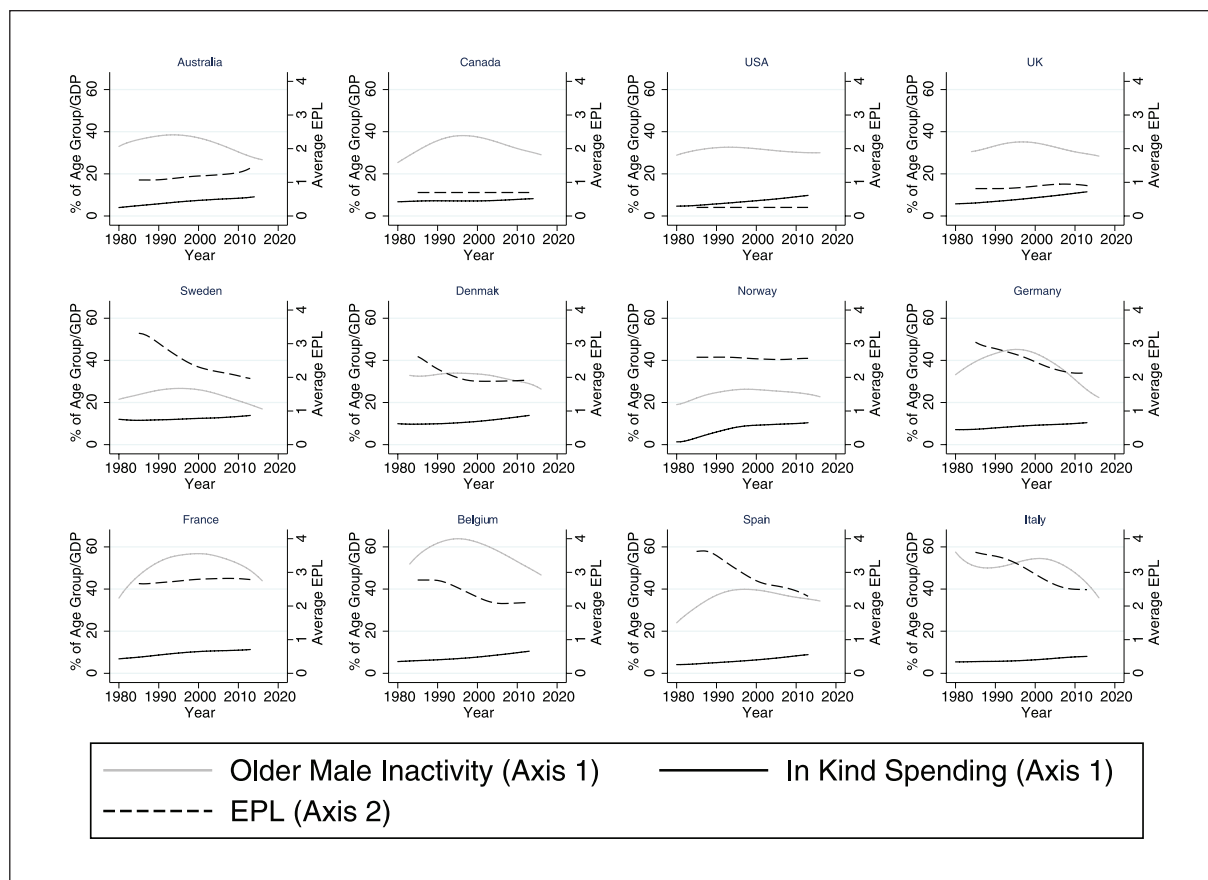 Australia Canada USA UK
% of Age Group/GDP
0 20 40 60
Average EPL
0 1 2 3 4
1980 1990 2000 2010 2020
Year
% of Age Group/GDP
0 20 40 60
Average EPL
0 1 2 3 4
1980 1990 2000 2010 2020
Year
% of Age Group/GDP
0 20 40 60
Average EPL
0 1 2 3 4
1980 1990 2000 2010 2020
Year
% of Age Group/GDP
0 20 40 60
Average EPL
0 1 2 3 4
1980 1990 2000 2010 2020
Year
Sweden Denmark Norway Germany
% of Age Group/GDP
0 20 40 60
Average EPL
0 1 2 3 4
1980 1990 2000 2010 2020
Year
% of Age Group/GDP
0 20 40 60
Average EPL
0 1 2 3 4
1980 1990 2000 2010 2020
Year
% of Age Group/GDP
0 20 40 60
Average EPL
0 1 2 3 4
1980 1990 2000 2010 2020
Year
% of Age Group/GDP
0 20 40 60
Average EPL
0 1 2 3 4
1980 1990 2000 2010 2020
Year
France Belgium Spain Italy
% of Age Group/GDP
0 20 40 60
Average EPL
0 1 2 3 4
1980 1990 2000 2010 2020
Year
% of Age Group/GDP
0 20 40 60
Average EPL
0 1 2 3 4
1980 1990 2000 2010 2020
Year
% of Age Group/GDP
0 20 40 60
Average EPL
0 1 2 3 4
1980 1990 2000 2010 2020
Year
% of Age Group/GDP
0 20 40 60
Average EPL
0 1 2 3 4
1980 1990 2000 2010 2020
Year
Older Male Inactivity (Axis 1) In Kind Spending (Axis 1)
EPL (Axis 2)